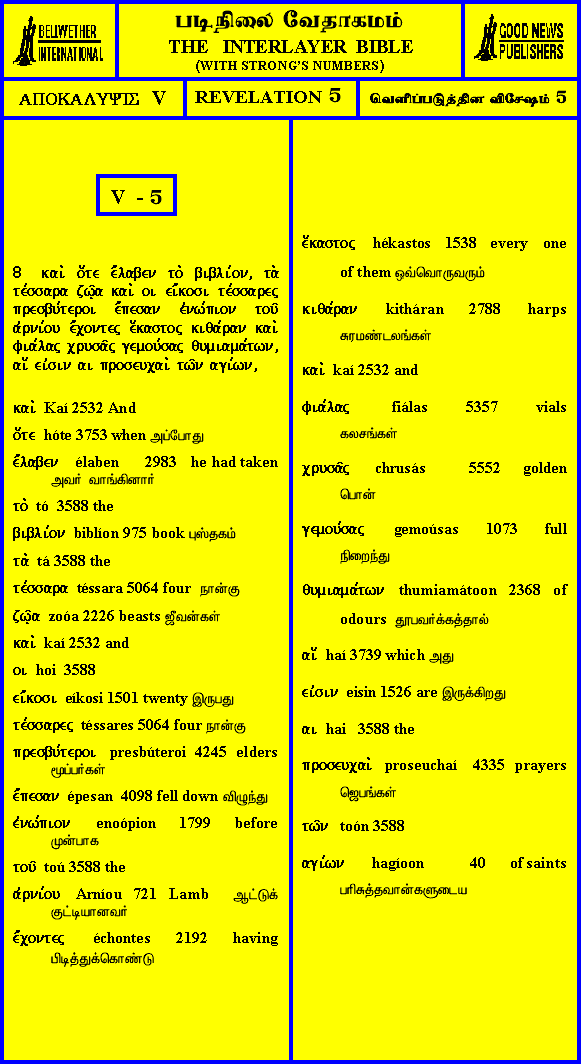 BELLWETHER
INTERNATIONAL
படிநிலை வேதாகமம்
THE INTERLAYER BIBLE
(WITH STRONG'S NUMBERS)
GOOD NEWS
PUBLISHERS
ΑΠΟΚΑΛΥΨΙΣ V
REVELATION 5
வெளிப்படுத்தின விசேஷம் 5
V - 5
8 καὶ ὅτε ἔλαβεν τὸ βιβλίον, τὰ
τέσσαρα ζῷα καὶ οι εἴκοσι τέσσαρες
πρεσβύτεροι ἔπεσαν ἐνώπιον τοῦ
ἀρνίου ἔχοντες ἕκαστος κιθάραν καὶ
φιάλας χρυσᾶς γεμούσας θυμιαμάτων,
αἵ εἰσιν αι προσευχαὶ τῶν αγίων,
καὶ Kaí 2532 And
ὅτε hóte 3753 when அப்போது
ἔλαβεν élaben 2983 he had taken
அவர் வாங்கினார்
τὸ tó 3588 the
βιβλίον biblíon 975 book புஸ்தகம்
τὰ tá 3588 the
τέσσαρα téssara 5064 four நான்கு
ζῷα zoóa 2226 beasts ஜீவன்கள்
καὶ kaí 2532 and
οι hoi 3588
εἴκοσι eíkosi 1501 twenty இருபது
τέσσαρες téssares 5064 four நான்கு
πρεσβύτεροι presbúteroi 4245 elders
மூப்பர்கள்
ἔπεσαν épesan 4098 fell down விழுந்து
ἐνώπιον enoópion 1799 before
முன்பாக
τοῦ toú 3588 the
ἀρνίου Arníou 721 Lamb ஆட்டுக்
குட்டியானவர்
ἔχοντες échontes 2192 having
பிடித்துக்கொண்டு
ἕκαστος hékastos 1538 every one
of them ஒவ்வொருவரும்
κιθάραν kitháran 2788 harps
சுரமண்டலங்கள்
καὶ kaí 2532 and
φιάλας fiálas 5357 vials
கலசங்கள்
χρυσᾶς chrusás 5552 golden
பொன்
γεμούσας gemoúsas 1073 full
நிறைந்து
θυμιαμάτων thumiamátoon 2368 of
odours தூபவர்க்கத்தால்
αἵ haí 3739 which அது
εἰσιν eisin 1526 are இருக்கிறது
αι hai 3588 the
προσευχαὶ proseuchaí 4335 prayers
ஜெபங்கள்
τῶν toón 3588
αγίων hagíoon 40 of saints
பரிசுத்தவான்களுடைய